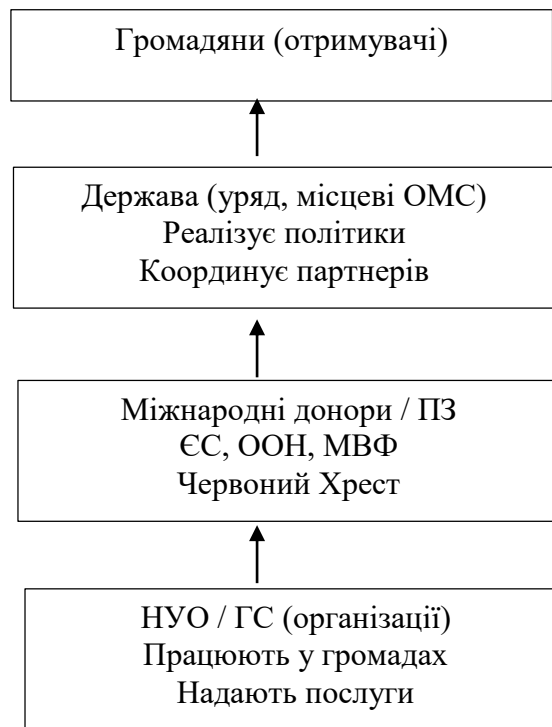 Громадяни (отримувачі)
Держава (уряд, місцеві ОМС)
Реалізує політики
Координує партнерів
Міжнародні донори / ПЗ
ЄС, ООН, МВФ
Червоний Хрест
НУО / ГС (організації)
Працюють у громадах
Надають послуги